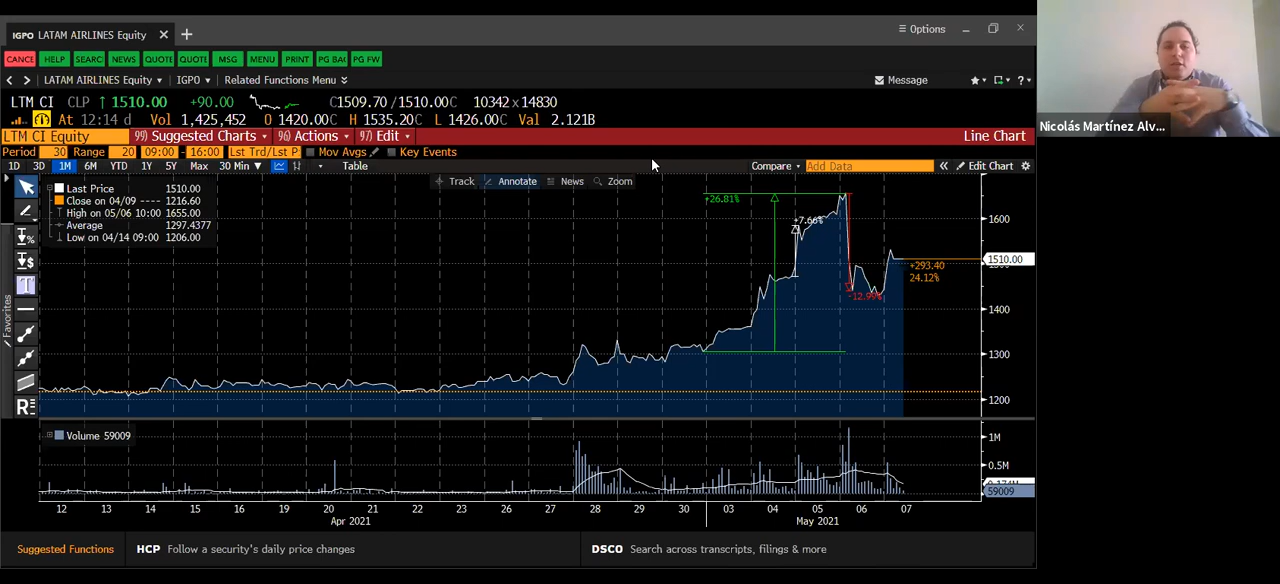 IGPO LATAM AIRLINES Equity
Options
CANCE HELP SEARC NEWS QUOTE QUOTE MSG MENU PRINT PG BAC PG FW
LATAM AIRLINES Equity IGPO Related Functions Menu Message
LTM CI CLP ↑ 1510.00 +90.00 C1509.70/1510.00C 10342×14830
At 12:14 d Vol 1,425,452 O 1420.00C H 1535.20C L 1426.00C Val 2.121B
LTM CI Equity 99) Suggested Charts 96) Actions 97) Edit Line Chart
Period 30 Range 20 09:00 - 16:00 Lst Trd/Lst P Mov Avgs Key Events
1D 3D 1M 6M YTD 1Y 5Y Max 30 Min Table Compare Add Data Edit Chart
Track Annotate News Zoom
Last Price 1510.00
Close on 04/09 ---- 1216.60
High on 05/06 10:00 1655.00
Average 1297.4377
Low on 04/14 09:00 1206.00
+26.81%
+7.66%
-12.99%
+293.40
24.12%
1600
1510.00
1400
1300
1200
Favorites
Volume 59009
1M
0.5M
59009
12 13 14 15 16 19 20 21 22 23 26 27 28 29 30 03 04 05 06 07
Apr 2021 May 2021
Suggested Functions HCP Follow a security's daily price changes DSCO Search across transcripts, filings & more
Nicolás Martínez Alv...